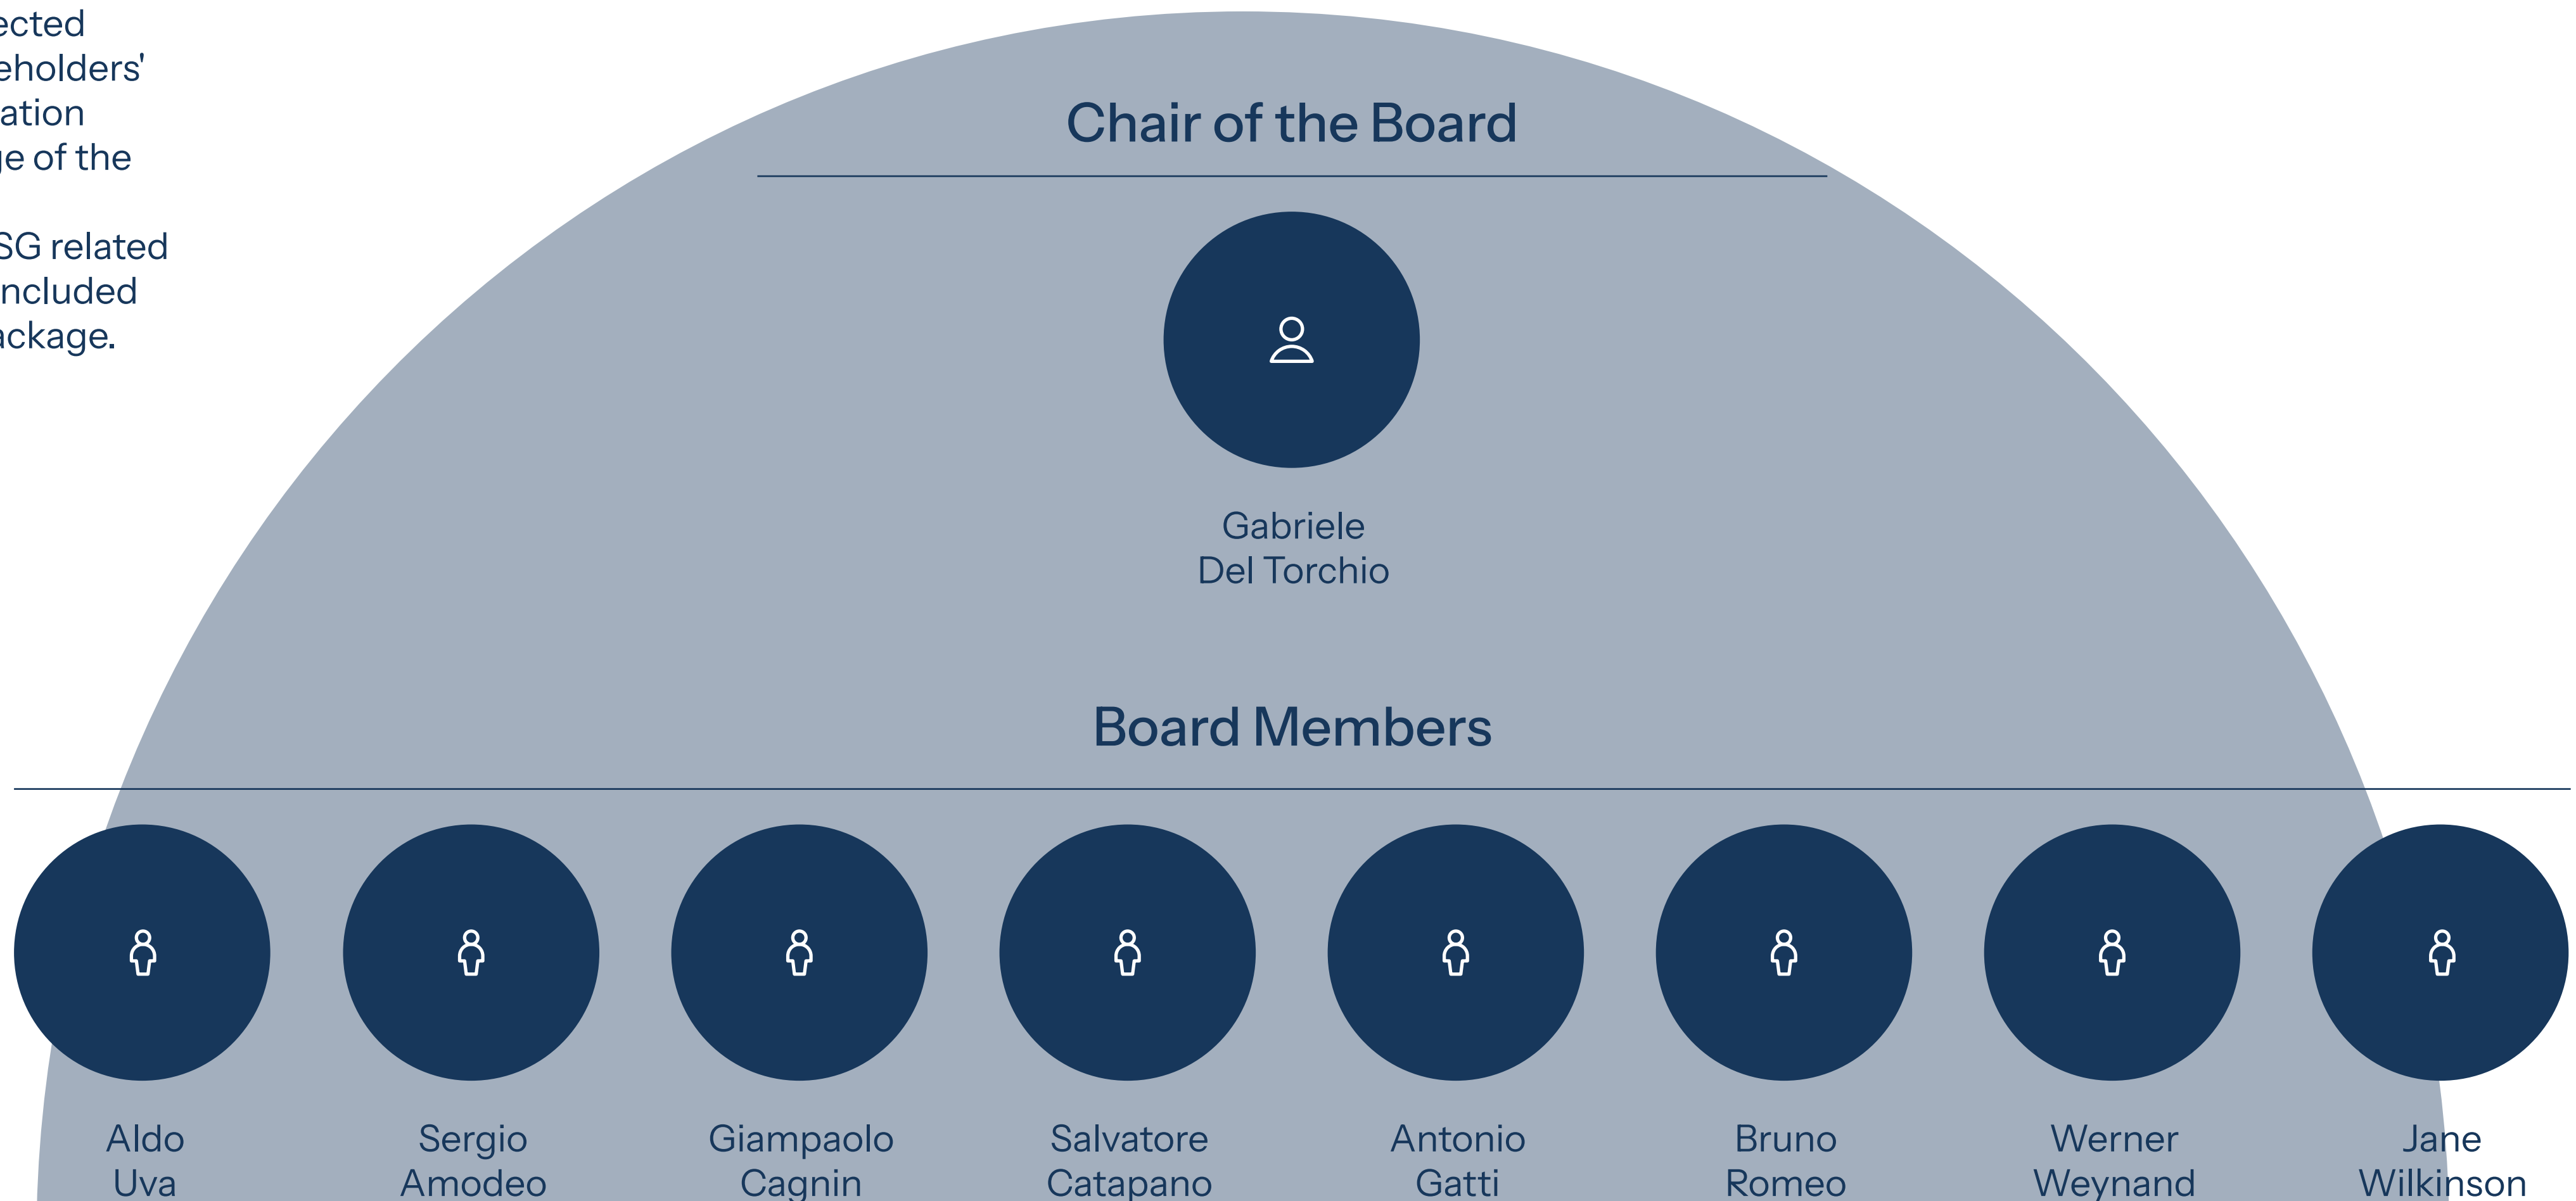 ected
eholders'
ation
ge of the
SG related
ncluded
ackage.
Chair of the Board
Gabriele
Del Torchio
Board Members
Aldo
Uva
Sergio
Amodeo
Giampaolo
Cagnin
Salvatore
Catapano
Antonio
Gatti
Bruno
Romeo
Werner
Weynand
Jane
Wilkinson